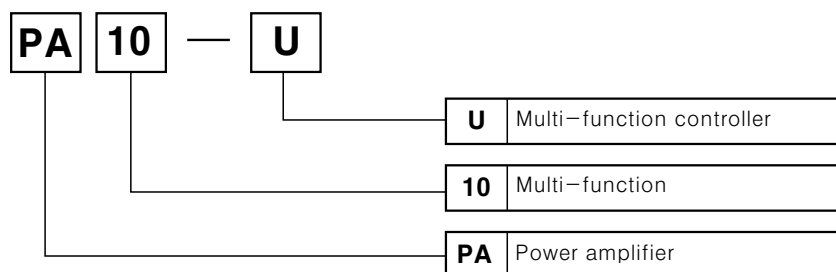 PA 10 — U
U Multi-function controller
10 Multi-function
PA Power amplifier